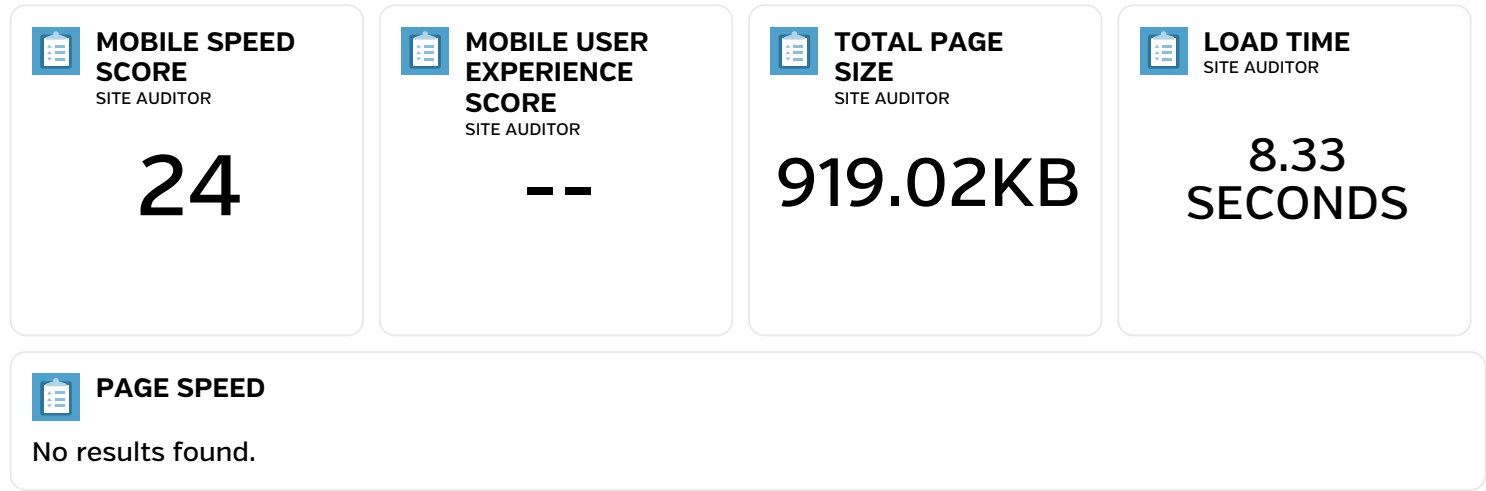 MOBILE SPEED
SCORE
SITE AUDITOR
24
MOBILE USER
EXPERIENCE
SCORE
SITE AUDITOR
--
TOTAL PAGE
SIZE
SITE AUDITOR
919.02KB
LOAD TIME
SITE AUDITOR
8.33
SECONDS
PAGE SPEED
No results found.